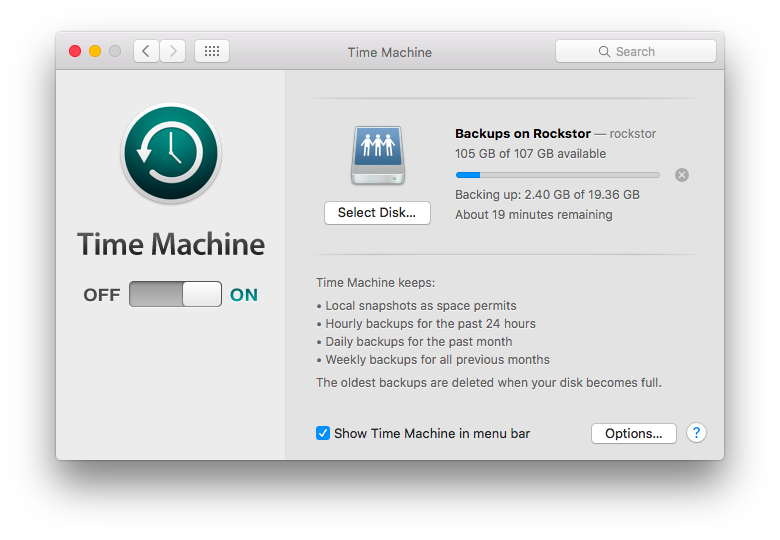 Time Machine
Search
Time Machine
OFF ON
Backups on Rockstor — rockstor
105 GB of 107 GB available
Backing up: 2.40 GB of 19.36 GB
About 19 minutes remaining
Select Disk...
Time Machine keeps:
• Local snapshots as space permits
• Hourly backups for the past 24 hours
• Daily backups for the past month
• Weekly backups for all previous months
The oldest backups are deleted when your disk becomes full.
Show Time Machine in menu bar
Options...
?